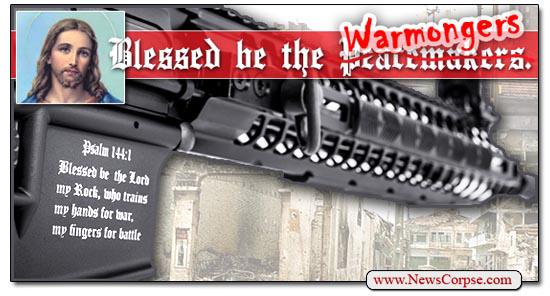 Warmongers
Blessed be the Peacemakers.
Psalm 144:1
Blessed be the Lord
my Rock, who trains
my hands for war,
my fingers for battle
www.NewsCorpse.com